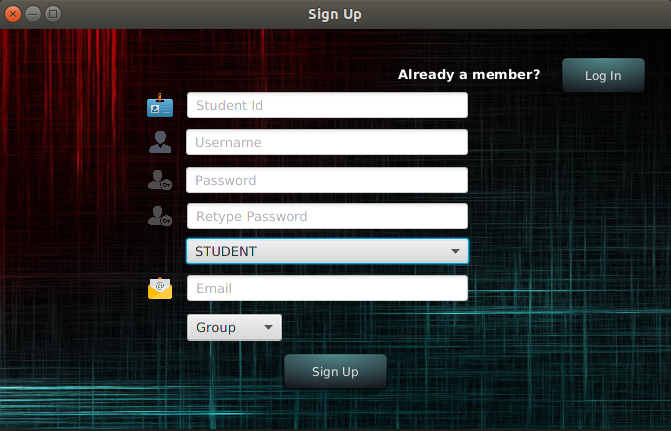 Sign Up
Already a member?
Log In
Student Id
Username
Password
Retype Password
STUDENT
Email
Group
Sign Up